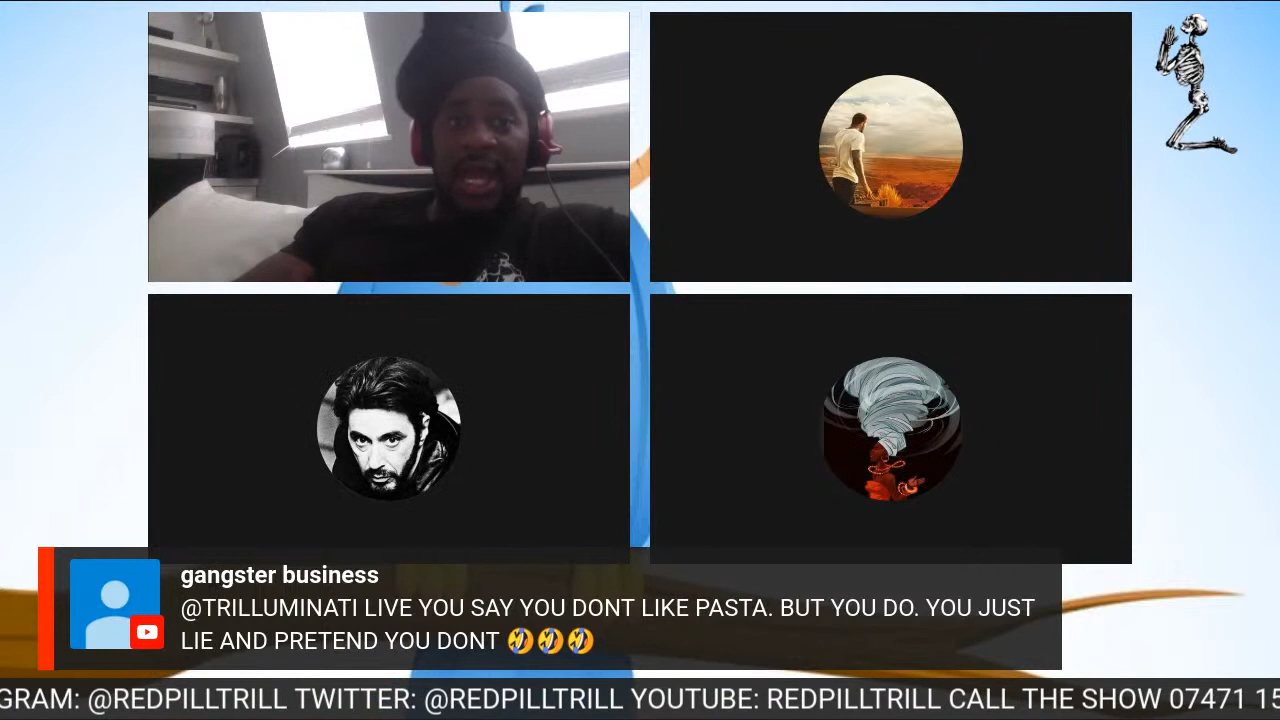 gangster business
@TRILLUMINATI LIVE YOU SAY YOU DONT LIKE PASTA. BUT YOU DO. YOU JUST
LIE AND PRETEND YOU DONT 🤣🤣🤣
GRAM: @REDPILLTRILL TWITTER: @REDPILLTRILL YOUTUBE: REDPILLTRILL CALL THE SHOW 07471 15